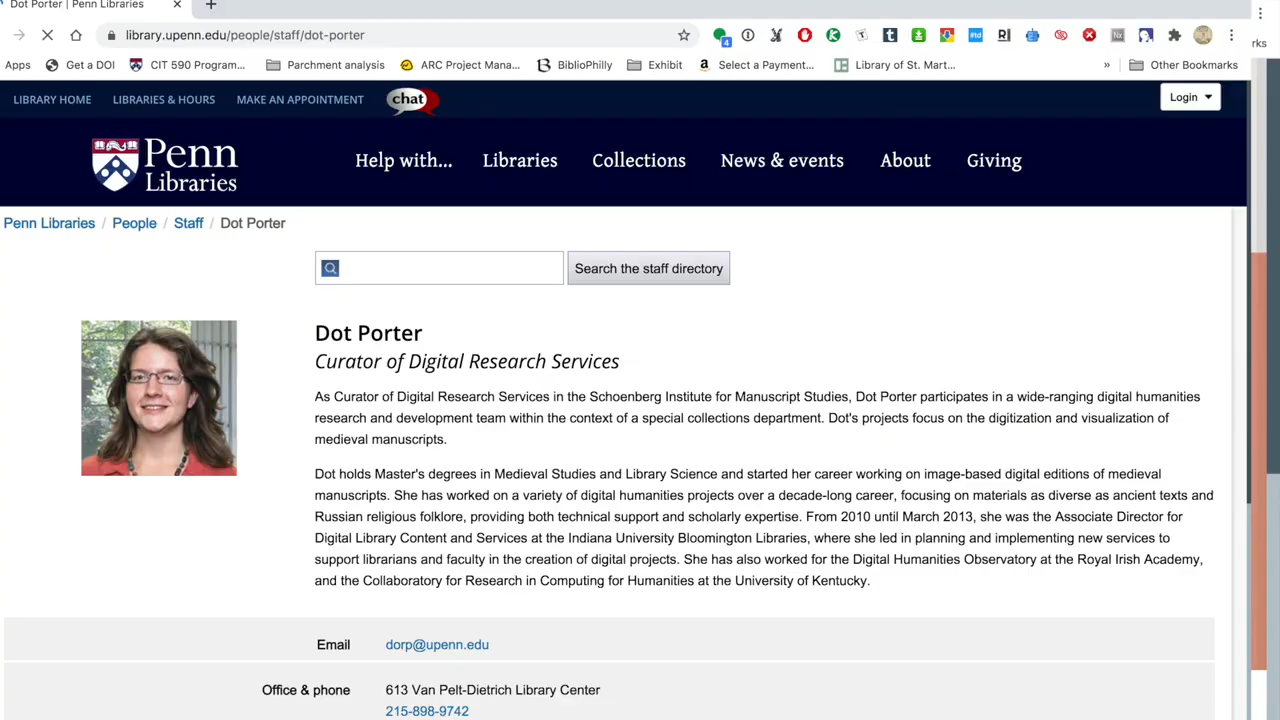 Dot Porter | Penn Libraries
library.upenn.edu/people/staff/dot-porter
Apps Get a DOI CIT 590 Program... Parchment analysis ARC Project Mana... BiblioPhilly Exhibit Select a Payment... Library of St. Mart... » Other Bookmarks
rks
LIBRARY HOME LIBRARIES & HOURS MAKE AN APPOINTMENT chat Login
Penn
Libraries
Help with... Libraries Collections News & events About Giving
Penn Libraries / People / Staff / Dot Porter
Search the staff directory
Dot Porter
Curator of Digital Research Services
As Curator of Digital Research Services in the Schoenberg Institute for Manuscript Studies, Dot Porter participates in a wide-ranging digital humanities
research and development team within the context of a special collections department. Dot's projects focus on the digitization and visualization of
medieval manuscripts.
Dot holds Master's degrees in Medieval Studies and Library Science and started her career working on image-based digital editions of medieval
manuscripts. She has worked on a variety of digital humanities projects over a decade-long career, focusing on materials as diverse as ancient texts and
Russian religious folklore, providing both technical support and scholarly expertise. From 2010 until March 2013, she was the Associate Director for
Digital Library Content and Services at the Indiana University Bloomington Libraries, where she led in planning and implementing new services to
support librarians and faculty in the creation of digital projects. She has also worked for the Digital Humanities Observatory at the Royal Irish Academy,
and the Collaboratory for Research in Computing for Humanities at the University of Kentucky.
Email dorp@upenn.edu
Office & phone 613 Van Pelt-Dietrich Library Center
215-898-9742